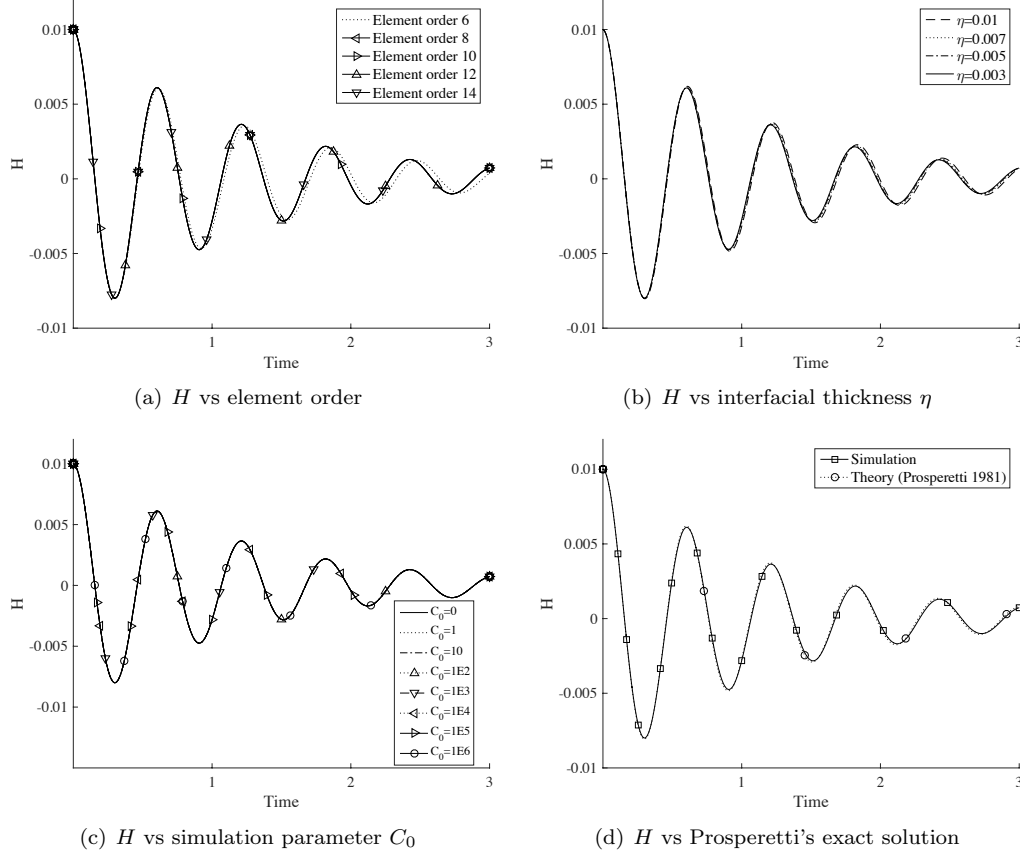 0.01
0.005
0
-0.005
-0.01
H
1
2
3
Time
Element order 6
Element order 8
Element order 10
Element order 12
Element order 14
(a) H vs element order
0.01
0.005
0
-0.005
-0.01
H
1
2
3
Time
η=0.01
η=0.007
η=0.005
η=0.003
(b) H vs interfacial thickness η
0.01
0.005
0
-0.005
-0.01
H
1
2
3
Time
C₀=0
C₀=1
C₀=10
C₀=1E2
C₀=1E3
C₀=1E4
C₀=1E5
C₀=1E6
(c) H vs simulation parameter C₀
0.01
0.005
0
-0.005
-0.01
H
1
2
3
Time
Simulation
Theory (Prosperetti 1981)
(d) H vs Prosperetti's exact solution